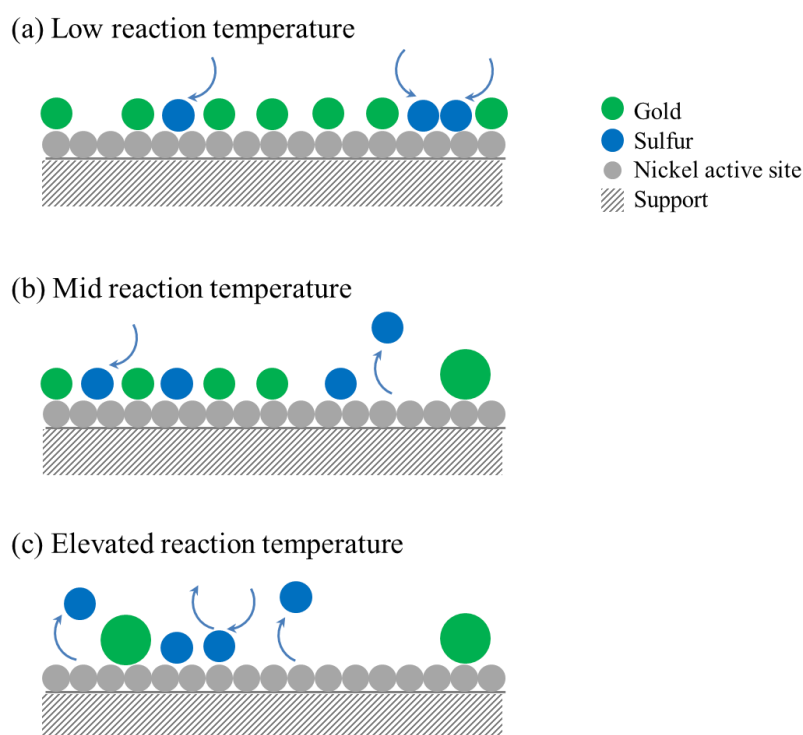 (a) Low reaction temperature
Gold
Sulfur
Nickel active site
Support
(b) Mid reaction temperature
(c) Elevated reaction temperature